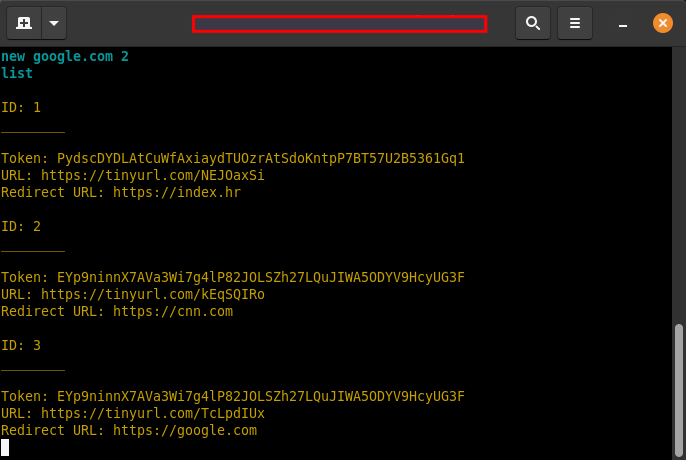 new google.com 2
list
ID: 1
________
Token: PydscDYDLAtCuWfAxiaydTUOzrAtSdoKntpP7BT57U2B5361Gq1
URL: https://tinyurl.com/NEJOaxSi
Redirect URL: https://index.hr
ID: 2
________
Token: EYp9ninnX7AVa3Wi7g4lP82JOLSZh27LQuJIWA5ODYV9HcyUG3F
URL: https://tinyurl.com/kEqSQIRo
Redirect URL: https://cnn.com
ID: 3
________
Token: EYp9ninnX7AVa3Wi7g4lP82JOLSZh27LQuJIWA5ODYV9HcyUG3F
URL: https://tinyurl.com/TcLpdIUx
Redirect URL: https://google.com